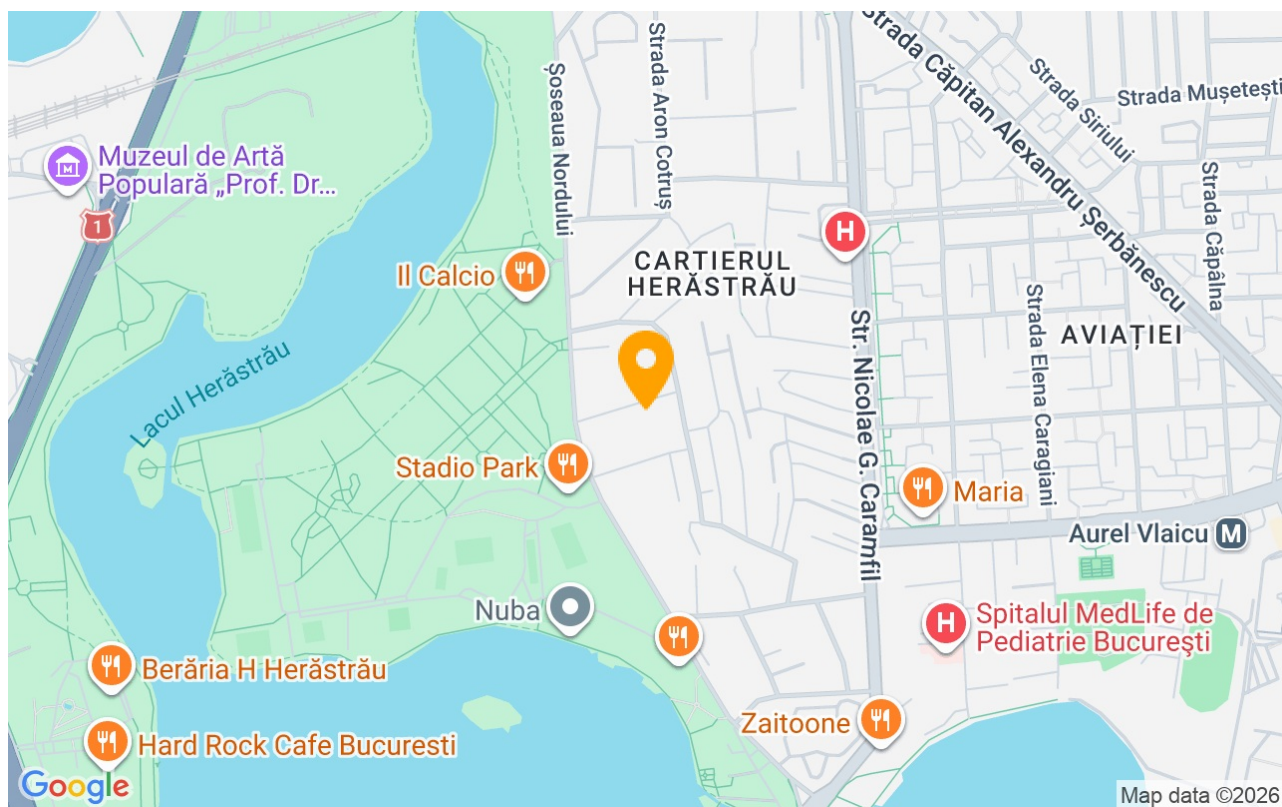 Strada Căpitan Alexandru Șerbănescu
Strada Aron Cotruș
Șoseaua Nordului
Strada Siriului
Strada Mușetești
Strada Căpâlna
Muzeul de Artă
Populară „Prof. Dr...
1
H
Il Calcio
CARTIERUL
HERĂSTRĂU
Str. Nicolae G. Caramfil
AVIAȚIEI
Strada Elena Caragiani
Lacul Herăstrău
Stadio Park
Maria
Aurel Vlaicu M
Nuba
H
Spitalul MedLife de
Pediatrie București
Berăria H Herăstrău
Zaitoone
Hard Rock Cafe Bucuresti
Google
Map data ©2026